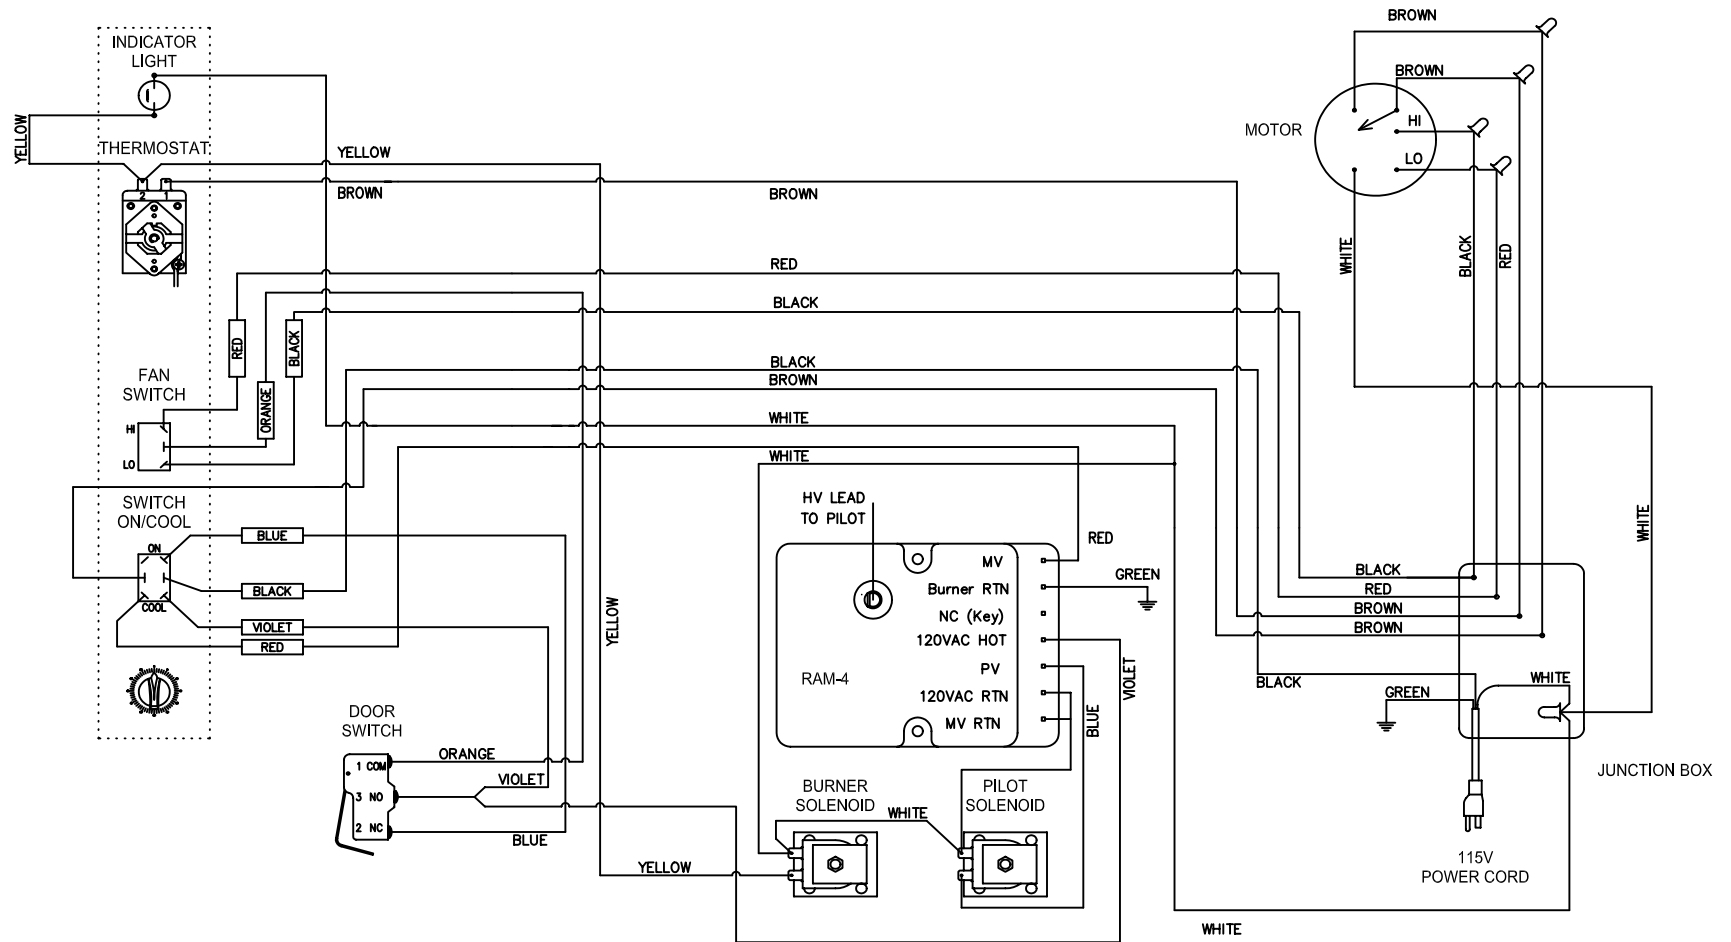 INDICATOR
LIGHT
YELLOW
THERMOSTAT
2 1
YELLOW
BROWN
BROWN
RED
BLACK
RED
ORANGE
BLACK
FAN
SWITCH
HI
LO
BLACK
BROWN
WHITE
WHITE
SWITCH
ON/COOL
ON
COOL
BLUE
BLACK
VIOLET
RED
DOOR
SWITCH
1 COM
3 NO
2 NC
ORANGE
VIOLET
BLUE
YELLOW
YELLOW
HV LEAD
TO PILOT
RAM-4
MV
Burner RTN
NC (Key)
120VAC HOT
PV
120VAC RTN
MV RTN
RED
GREEN
VIOLET
BLUE
BURNER
SOLENOID
WHITE
PILOT
SOLENOID
BROWN
BROWN
MOTOR
HI
LO
WHITE
BLACK
RED
WHITE
BLACK
RED
BROWN
BROWN
BLACK
GREEN
WHITE
JUNCTION BOX
115V
POWER CORD
WHITE